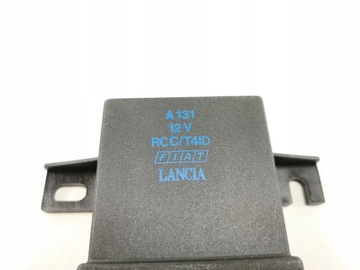 A 131
12 V
RCC/T4ID
FIAT
LANCIA